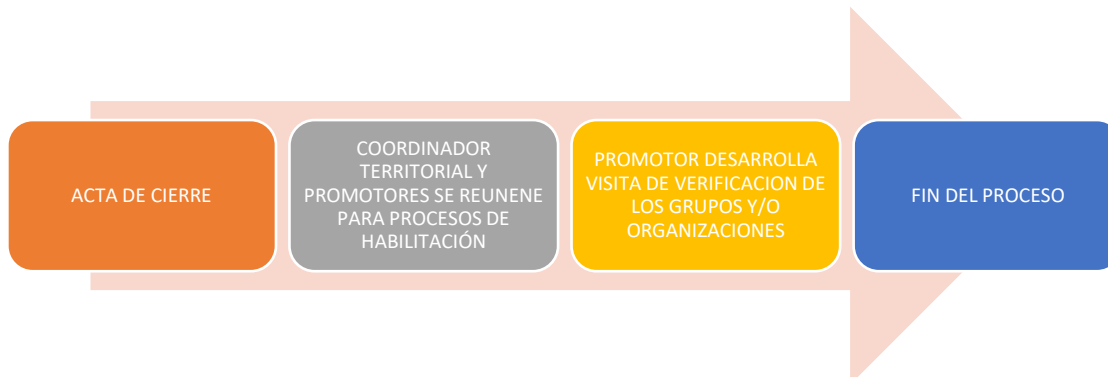 ACTA DE CIERRE
COORDINADOR
TERRITORIAL Y
PROMOTORES SE REUNENE
PARA PROCESOS DE
HABILITACIÓN
PROMOTOR DESARROLLA
VISITA DE VERIFICACION DE
LOS GRUPOS Y/O
ORGANIZACIONES
FIN DEL PROCESO